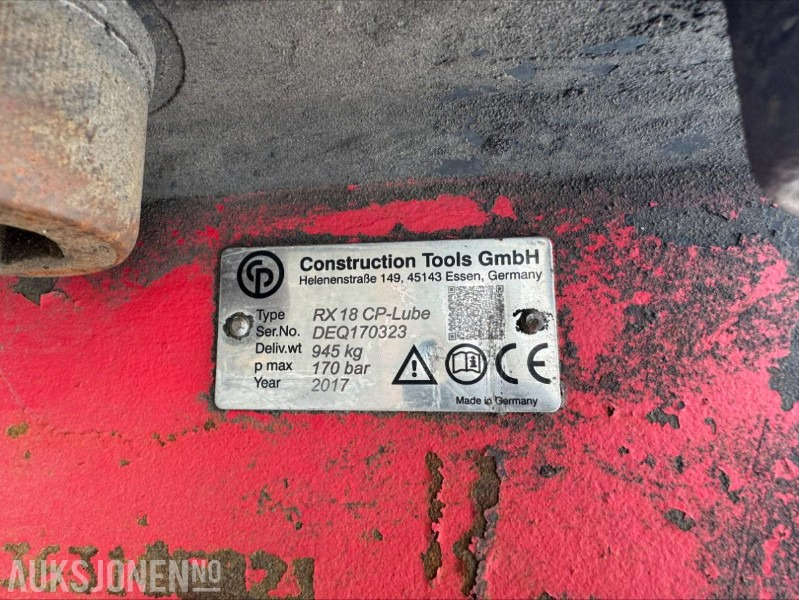 CP
Construction Tools GmbH
Helenenstraße 149, 45143 Essen, Germany
Type RX 18 CP-Lube
Ser.No. DEQ170323
Deliv.wt 945 kg
p max 170 bar
Year 2017
CE
Made in Germany
AUKSJONEN.NO